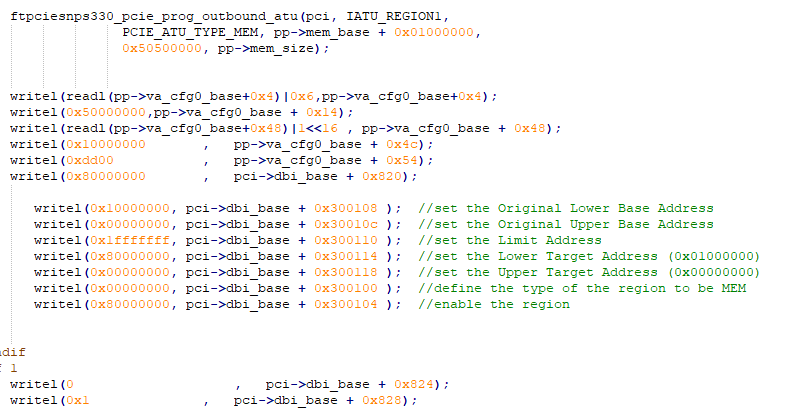 ftpciesnps330_pcie_prog_outbound_atu(pci, IATU_REGION1,
PCIE_ATU_TYPE_MEM, pp->mem_base + 0x01000000,
0x50500000, pp->mem_size);
writel(readl(pp->va_cfg0_base+0x4)|0x6,pp->va_cfg0_base+0x4);
writel(0x50000000,pp->va_cfg0_base + 0x14);
writel(readl(pp->va_cfg0_base+0x48)|1<<16 , pp->va_cfg0_base + 0x48);
writel(0x10000000 , pp->va_cfg0_base + 0x4c);
writel(0xdd00 , pp->va_cfg0_base + 0x54);
writel(0x80000000 , pci->dbi_base + 0x820);
writel(0x10000000, pci->dbi_base + 0x300108 ); //set the Original Lower Base Address
writel(0x00000000, pci->dbi_base + 0x30010c ); //set the Original Upper Base Address
writel(0x1fffffff, pci->dbi_base + 0x300110 ); //set the Limit Address
writel(0x80000000, pci->dbi_base + 0x300114 ); //set the Lower Target Address (0x01000000)
writel(0x00000000, pci->dbi_base + 0x300118 ); //set the Upper Target Address (0x00000000)
writel(0x00000000, pci->dbi_base + 0x300100 ); //define the type of the region to be MEM
writel(0x80000000, pci->dbi_base + 0x300104 ); //enable the region
ndif
f 1
writel(0 , pci->dbi_base + 0x824);
writel(0x1 , pci->dbi_base + 0x828);